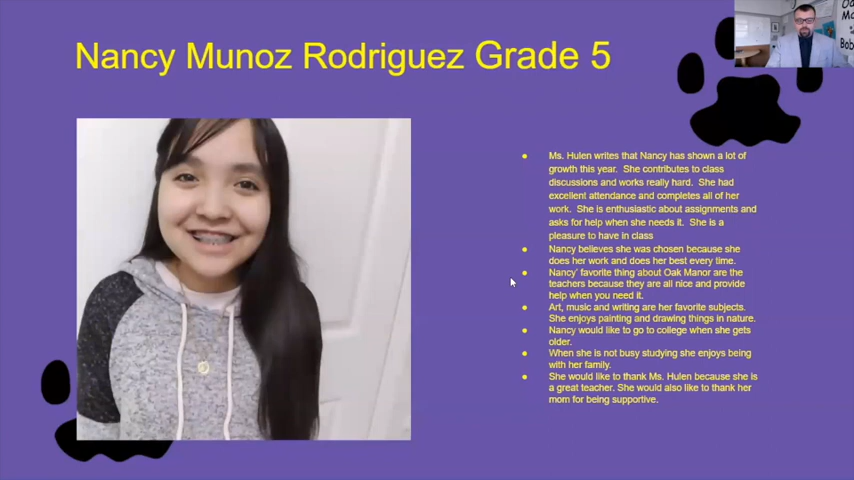 Nancy Munoz Rodriguez Grade 5
Ms. Hulen writes that Nancy has shown a lot of
growth this year. She contributes to class
discussions and works really hard. She had
excellent attendance and completes all of her
work. She is enthusiastic about assignments and
asks for help when she needs it. She is a
pleasure to have in class
Nancy believes she was chosen because she
does her work and does her best every time.
Nancy' favorite thing about Oak Manor are the
teachers because they are all nice and provide
help when you need it.
Art, music and writing are her favorite subjects.
She enjoys painting and drawing things in nature.
Nancy would like to go to college when she gets
older.
When she is not busy studying she enjoys being
with her family.
She would like to thank Ms. Hulen because she is
a great teacher. She would also like to thank her
mom for being supportive.